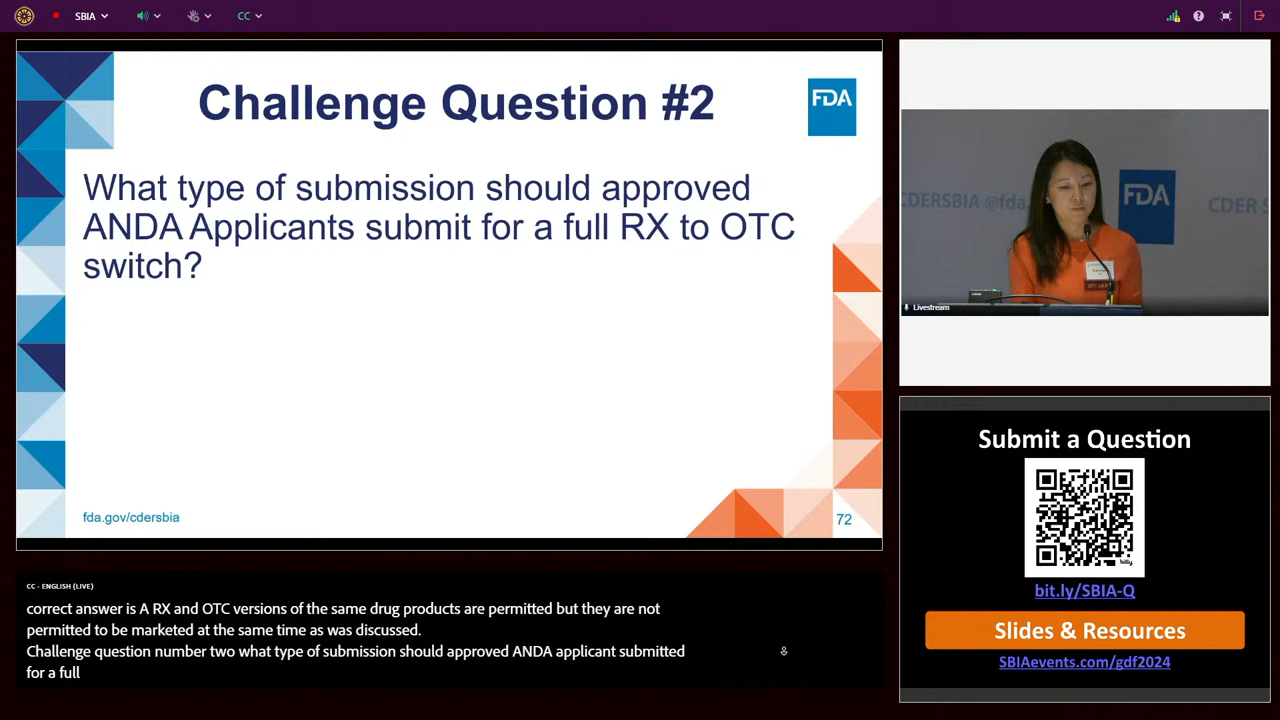 SBIA
CC
Challenge Question #2
FDA
What type of submission should approved
ANDA Applicants submit for a full RX to OTC
switch?
fda.gov/cdersbia
72
CDERSBIA @fda.
FDA
CDER S
Livestream
Submit a Question
bitly
bit.ly/SBIA-Q
Slides & Resources
SBIAevents.com/gdf2024
CC - ENGLISH (LIVE)
correct answer is A RX and OTC versions of the same drug products are permitted but they are not
permitted to be marketed at the same time as was discussed.
Challenge question number two what type of submission should approved ANDA applicant submitted
for a full